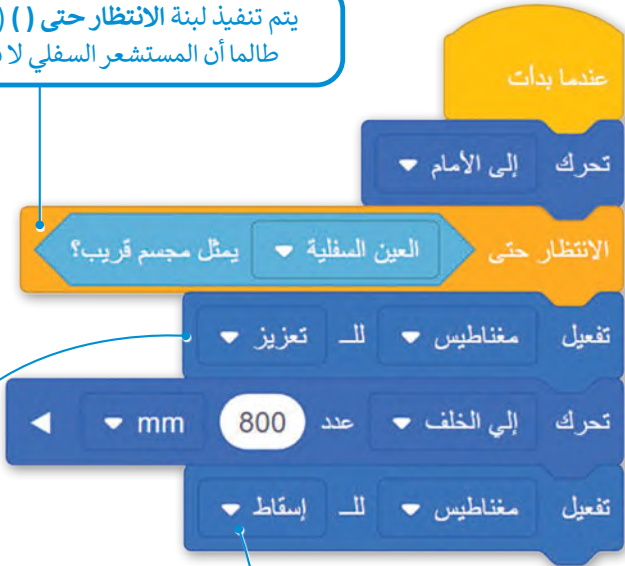 يتم تنفيذ لبنة الانتظار حتى ( ) (
طالما أن المستشعر السفلي لا
عندما بدأت
تحرك إلى الأمام
الانتظار حتى العين السفلية يمثل مجسم قريب؟
تفعيل مغناطيس للـ تعزيز
تحرك إلي الخلف عدد 800 mm
تفعيل مغناطيس للـ إسقاط